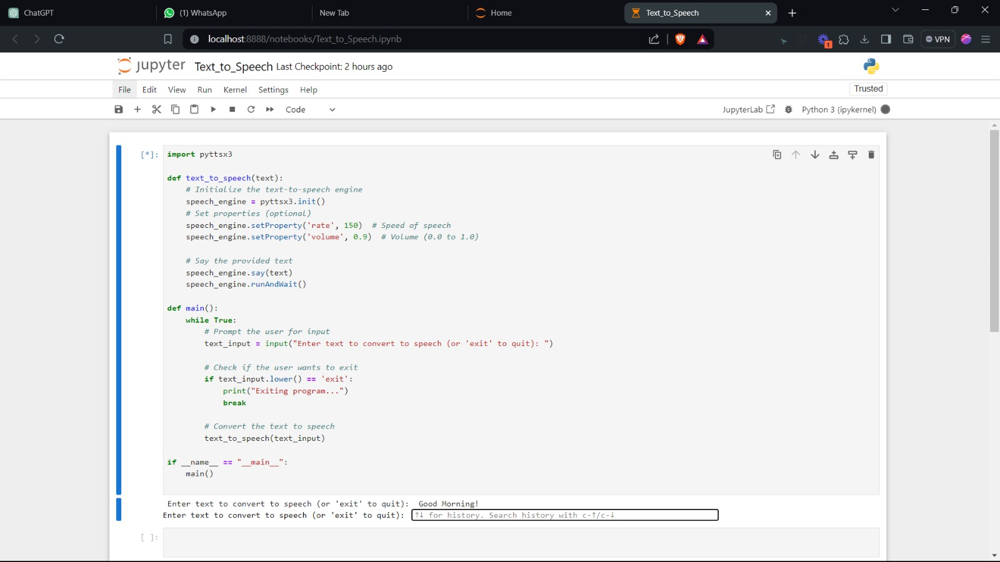 ChatGPT (1) WhatsApp New Tab Home Text_to_Speech
localhost:8888/notebooks/Text_to_Speech.ipynb 1 VPN
jupyter Text_to_Speech Last Checkpoint: 2 hours ago
File Edit View Run Kernel Settings Help Trusted
Code JupyterLab Python 3 (ipykernel)
[*]: import pyttsx3
def text_to_speech(text):
# Initialize the text-to-speech engine
speech_engine = pyttsx3.init()
# Set properties (optional)
speech_engine.setProperty('rate', 150) # Speed of speech
speech_engine.setProperty('volume', 0.9) # Volume (0.0 to 1.0)
# Say the provided text
speech_engine.say(text)
speech_engine.runAndWait()
def main():
while True:
# Prompt the user for input
text_input = input("Enter text to convert to speech (or 'exit' to quit): ")
# Check if the user wants to exit
if text_input.lower() == 'exit':
print("Exiting program...")
break
# Convert the text to speech
text_to_speech(text_input)
if __name__ == "__main__":
main()
Enter text to convert to speech (or 'exit' to quit): Good Morning!
Enter text to convert to speech (or 'exit' to quit): ↑↓ for history. Search history with c-↑/c-↓
[ ]: